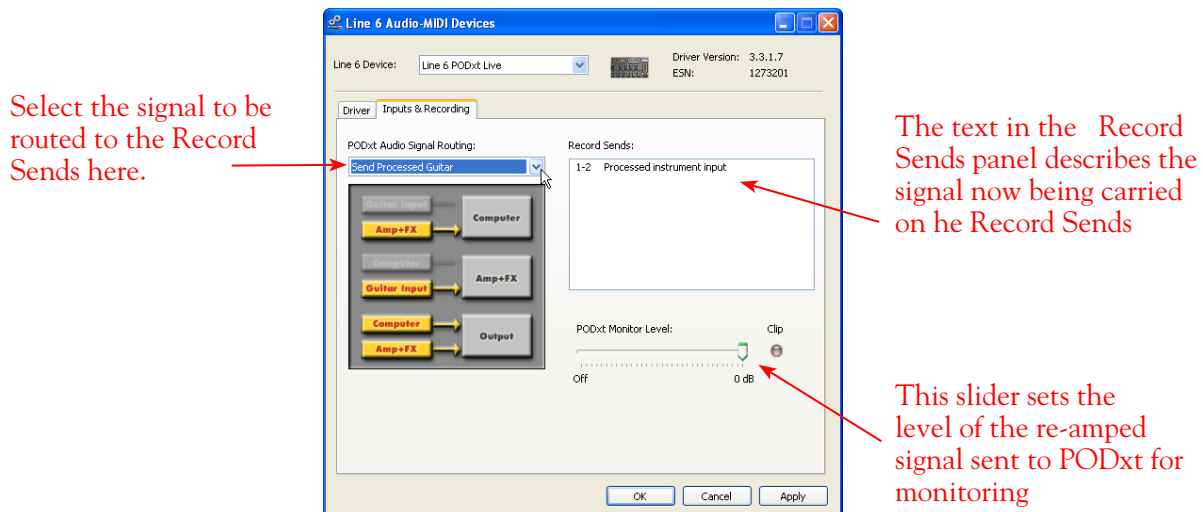 Line 6 Audio-MIDI Devices
Line 6 Device:
Line 6 PODxt Live
Driver Version: 3.3.1.7
ESN: 1273201
Driver
Inputs & Recording
Select the signal to be
routed to the Record
Sends here.
PODxt Audio Signal Routing:
Send Processed Guitar
Guitar Input
Amp+FX
Computer
Computer
Guitar Input
Amp+FX
Computer
Amp+FX
Output
Record Sends:
1-2 Processed instrument input
The text in the Record
Sends panel describes the
signal now being carried
on he Record Sends
PODxt Monitor Level:
Clip
Off
0 dB
This slider sets the
level of the re-amped
signal sent to PODxt for
monitoring
OK
Cancel
Apply